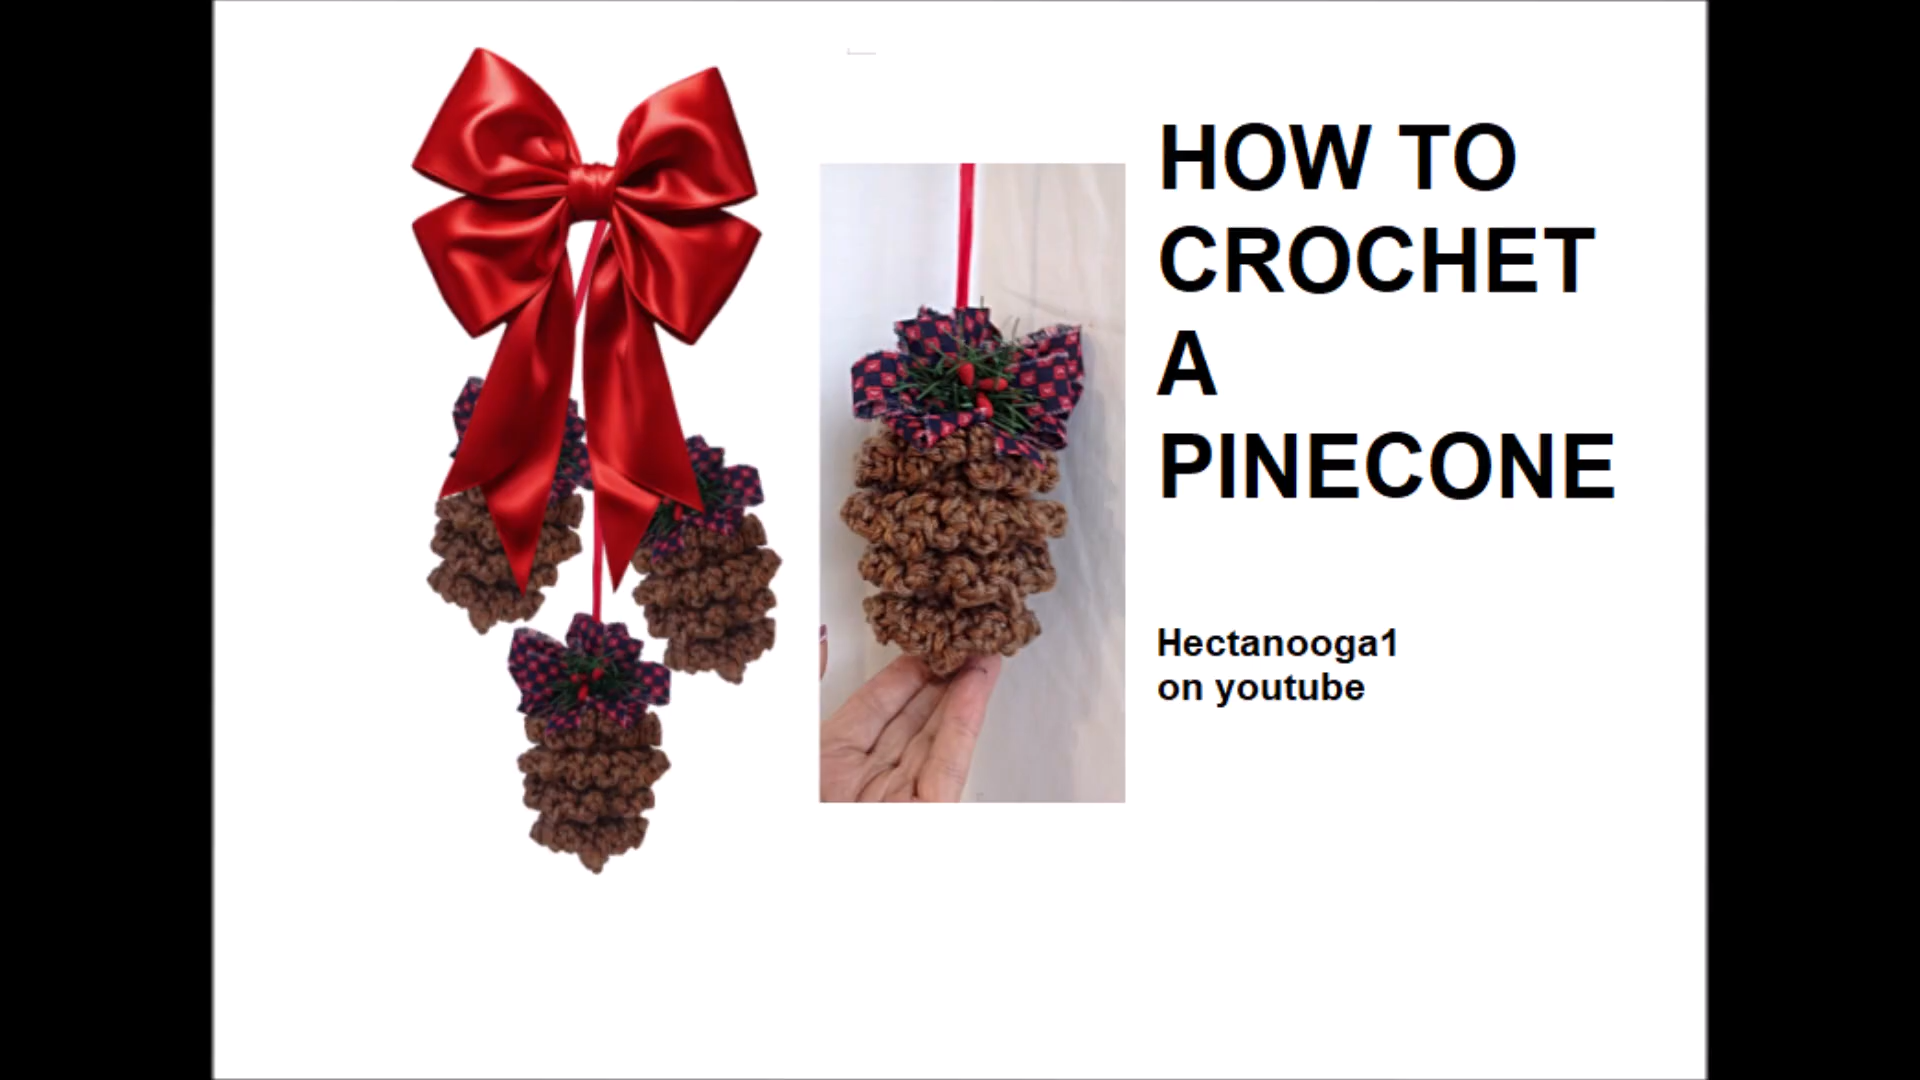 HOW TO
CROCHET
A
PINECONE
Hectanooga1
on youtube